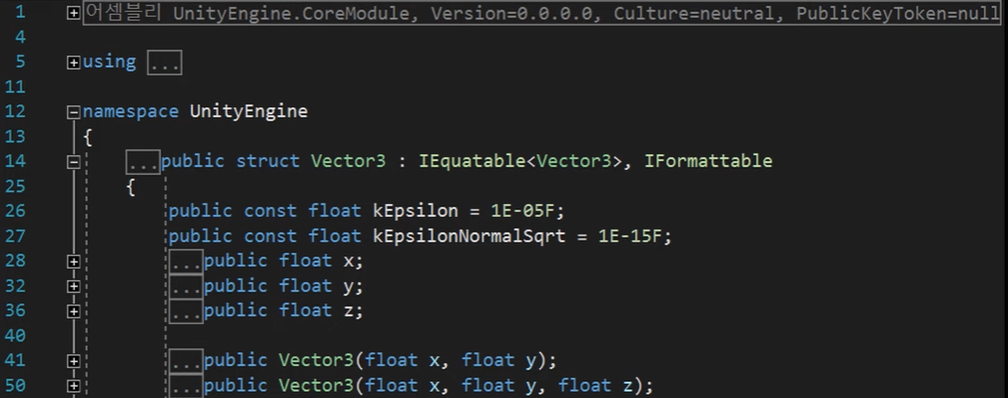 1 어셈블리 UnityEngine.CoreModule, Version=0.0.0.0, Culture=neutral, PublicKeyToken=null
4
5 using ...
11
12 namespace UnityEngine
13 {
14 ...public struct Vector3 : IEquatable<Vector3>, IFormattable
25 {
26 public const float kEpsilon = 1E-05F;
27 public const float kEpsilonNormalSqrt = 1E-15F;
28 ...public float x;
32 ...public float y;
36 ...public float z;
40
41 ...public Vector3(float x, float y);
50 ...public Vector3(float x, float y, float z);